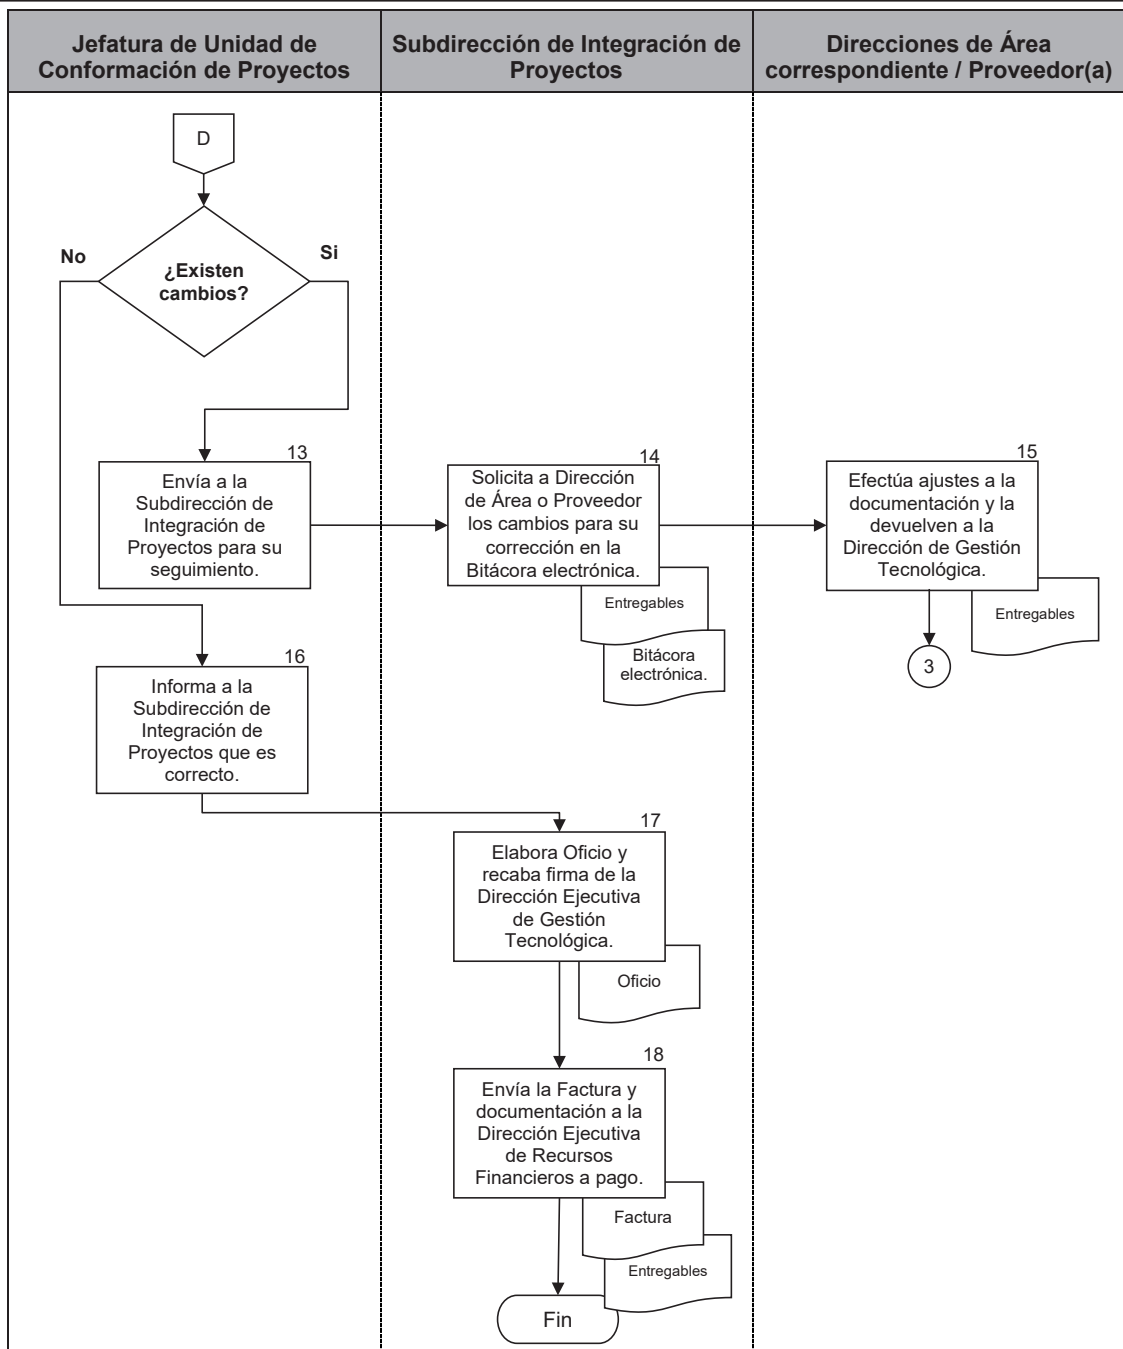 Jefatura de Unidad de
Conformación de Proyectos
Subdirección de Integración de
Proyectos
Direcciones de Área
correspondiente / Proveedor(a)
D
No
Si
¿Existen
cambios?
13
Envía a la
Subdirección de
Integración de
Proyectos para su
seguimiento.
14
Solicita a Dirección
de Área o Proveedor
los cambios para su
corrección en la
Bitácora electrónica.
Entregables
Bitácora
electrónica.
15
Efectúa ajustes a la
documentación y la
devuelven a la
Dirección de Gestión
Tecnológica.
Entregables
3
16
Informa a la
Subdirección de
Integración de
Proyectos que es
correcto.
17
Elabora Oficio y
recaba firma de la
Dirección Ejecutiva
de Gestión
Tecnológica.
Oficio
18
Envía la Factura y
documentación a la
Dirección Ejecutiva
de Recursos
Financieros a pago.
Factura
Entregables
Fin